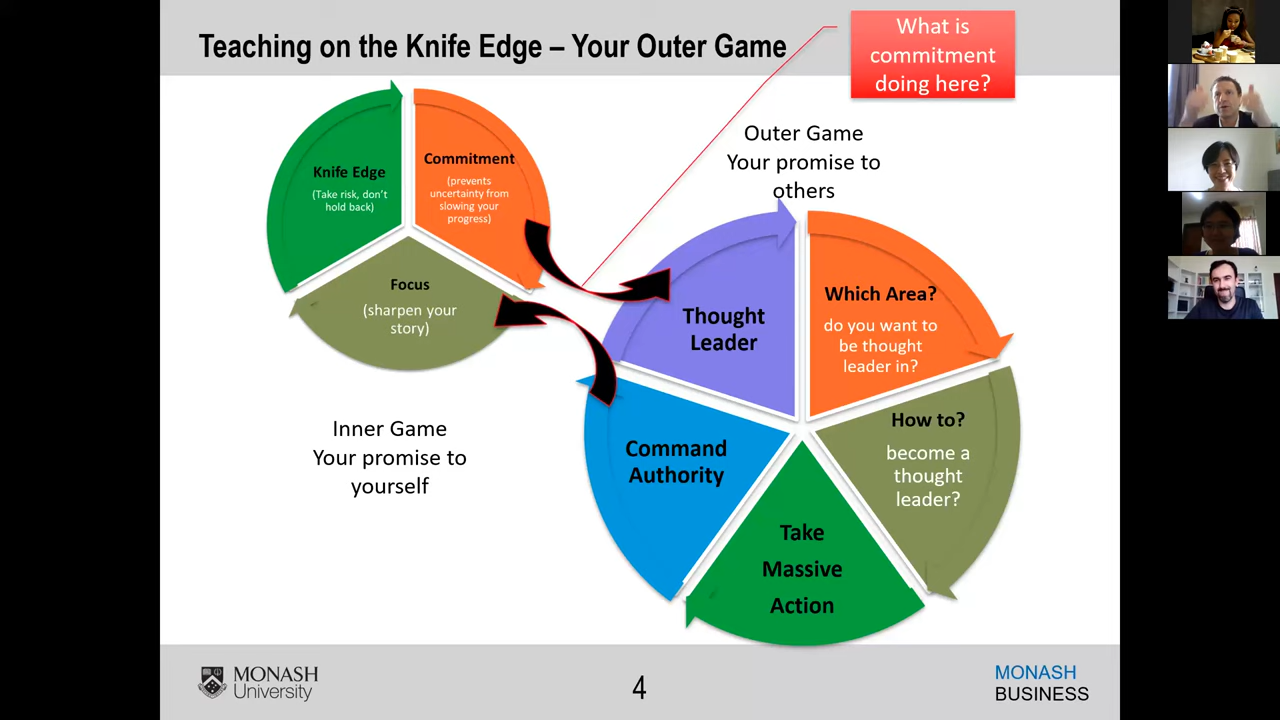 Teaching on the Knife Edge – Your Outer Game
What is
commitment
doing here?
Knife Edge
(Take risk, don't
hold back)
Commitment
(prevents
uncertainty from
slowing your
progress)
Focus
(sharpen your
story)
Inner Game
Your promise to
yourself
Outer Game
Your promise to
others
Thought
Leader
Which Area?
do you want to
be thought
leader in?
How to?
become a
thought
leader?
Take
Massive
Action
Command
Authority
MONASH
University
4
MONASH
BUSINESS